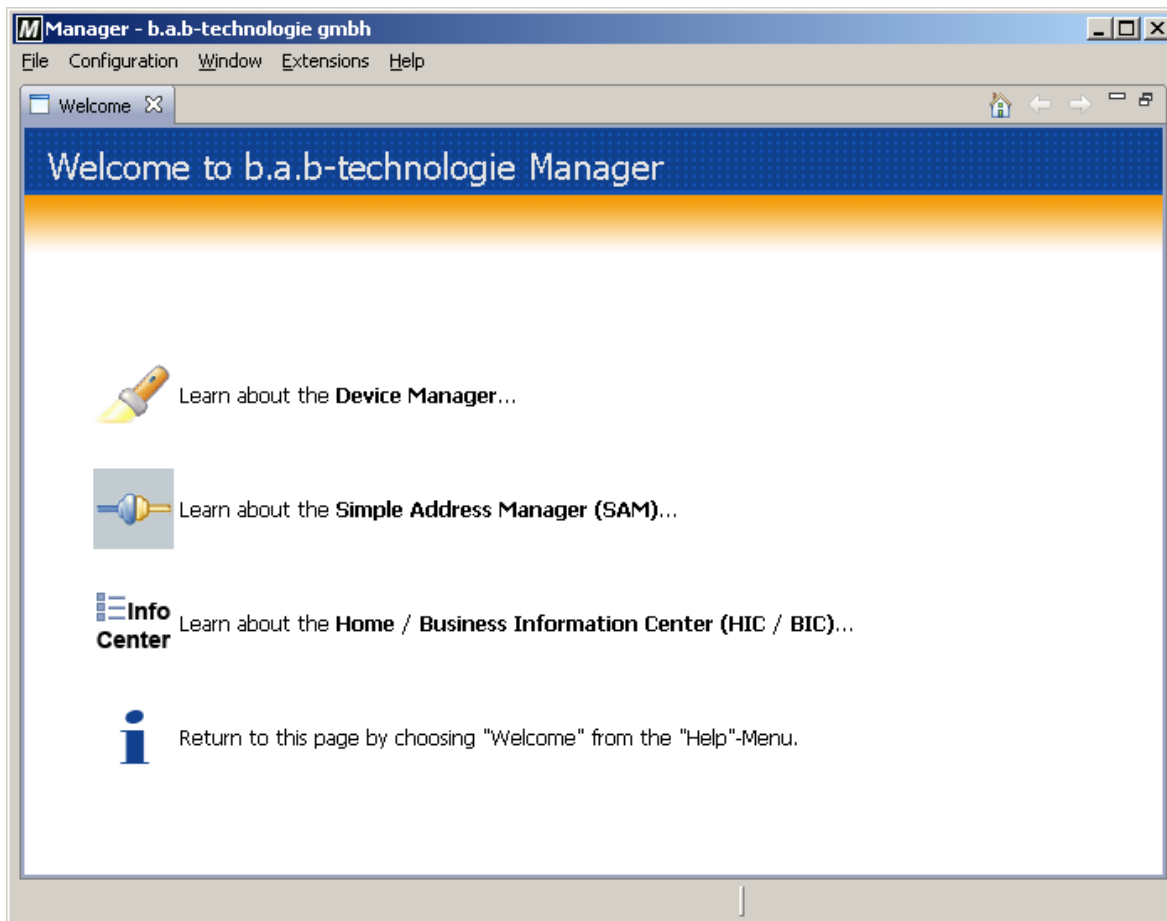 Manager - b.a.b-technologie gmbh
File Configuration Window Extensions Help
Welcome
Welcome to b.a.b-technologie Manager
Learn about the Device Manager...
Learn about the Simple Address Manager (SAM)...
Info
Center
Learn about the Home / Business Information Center (HIC / BIC)...
Return to this page by choosing "Welcome" from the "Help"-Menu.